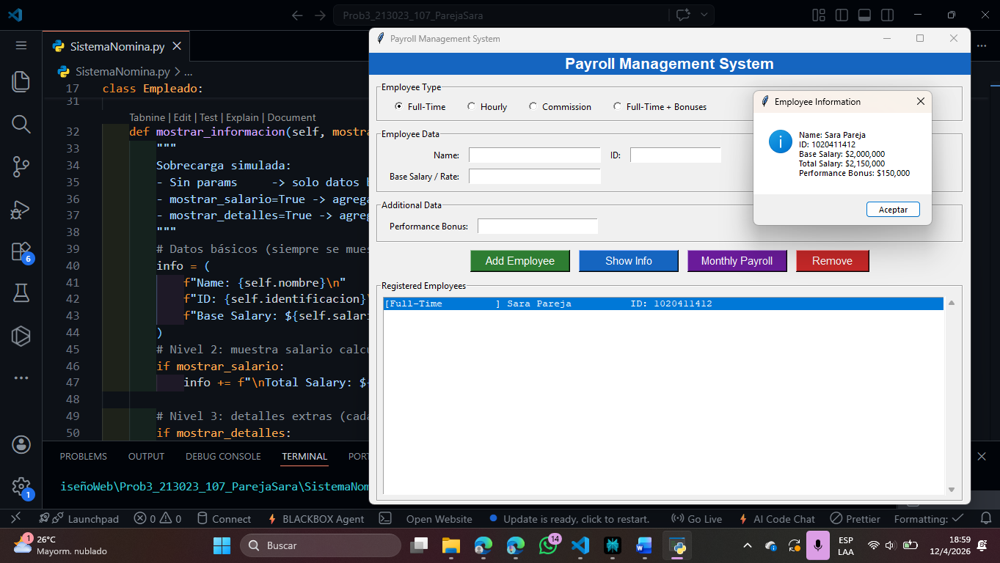 Prob3_213023_107_ParejaSara
SistemaNomina.py
SistemaNomina.py > ...
17 class Empleado:
31
Tabnine | Edit | Test | Explain | Document
32 def mostrar_informacion(self, mostra
33 """
34 Sobrecarga simulada:
35 - Sin params -> solo datos
36 - mostrar_salario=True -> agrega
37 - mostrar_detalles=True -> agreg
38 """
39 # Datos básicos (siempre se mues
40 info = (
41 f"Name: {self.nombre}\n"
42 f"ID: {self.identificacion}
43 f"Base Salary: ${self.salari
44 )
45 # Nivel 2: muestra salario calcu
46 if mostrar_salario:
47 info += f"\nTotal Salary: $
48
49 # Nivel 3: detalles extras (cada
50 if mostrar_detalles:
PROBLEMS OUTPUT DEBUG CONSOLE TERMINAL POR
iseñoWeb\Prob3_213023_107_ParejaSara\SistemaNom
Payroll Management System
Payroll Management System
Employee Type
Full-Time Hourly Commission Full-Time + Bonuses
Employee Data
Name: ID:
Base Salary / Rate:
Additional Data
Performance Bonus:
Add Employee Show Info Monthly Payroll Remove
Registered Employees
[Full-Time ] Sara Pareja ID: 1020411412
Employee Information
Name: Sara Pareja
ID: 1020411412
Base Salary: $2,000,000
Total Salary: $2,150,000
Performance Bonus: $150,000
Aceptar
6
1
Launchpad 0 0 Connect BLACKBOX Agent Open Website Update is ready, click to restart. Go Live AI Code Chat Prettier Formatting:
1
26°C
Mayorm. nublado
Buscar
14
ESP
LAA
18:59
12/4/2026